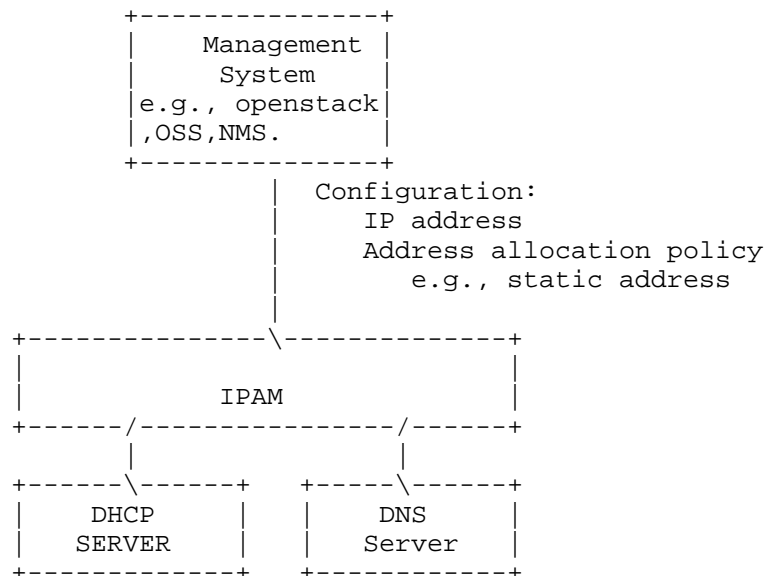 Management
System
e.g., openstack
,OSS,NMS.
Configuration:
IP address
Address allocation policy
e.g., static address
IPAM
DHCP DNS
SERVER Server